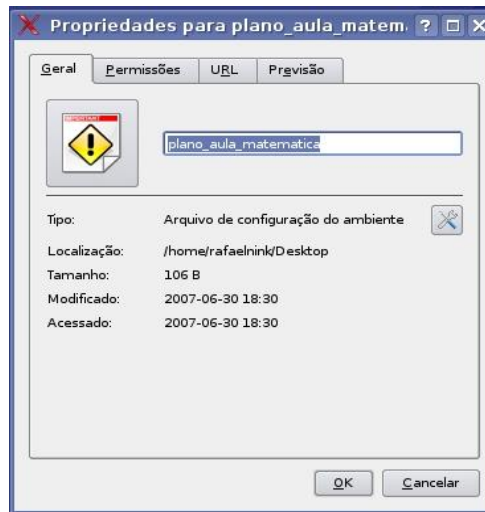 Propriedades para plano_aula_matem
Geral Permissões URL Previsão
plano_aula_matematica
Tipo: Arquivo de configuração do ambiente
Localização: /home/rafaelnink/Desktop
Tamanho: 106 B
Modificado: 2007-06-30 18:30
Acessado: 2007-06-30 18:30
OK Cancelar